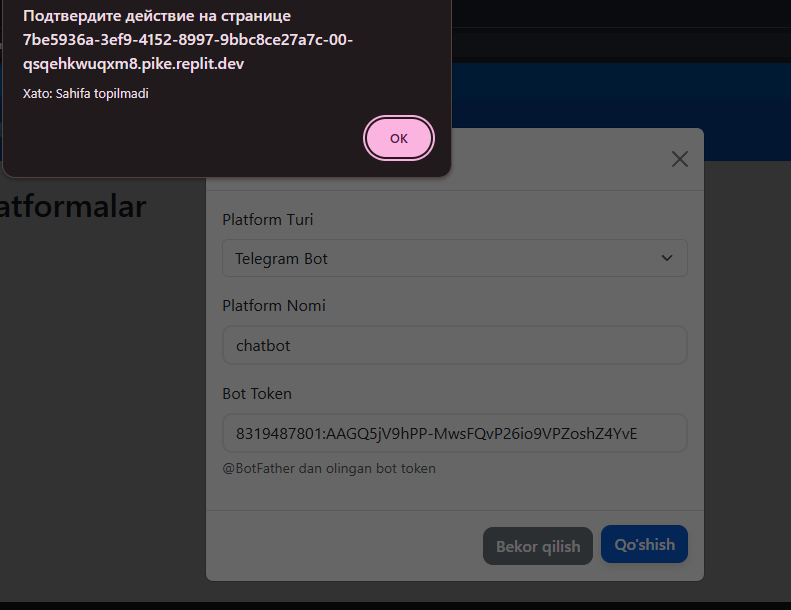 Подтвердите действие на странице
7be5936a-3ef9-4152-8997-9bbc8ce27a7c-00-
qsqehkwuqxm8.pike.replit.dev
Xato: Sahifa topilmadi
OK
atformalar
Platform Turi
Telegram Bot
Platform Nomi
chatbot
Bot Token
8319487801:AAGQ5jV9hPP-MwsFQvP26io9VPZoshZ4YvE
@BotFather dan olingan bot token
Bekor qilish
Qo'shish